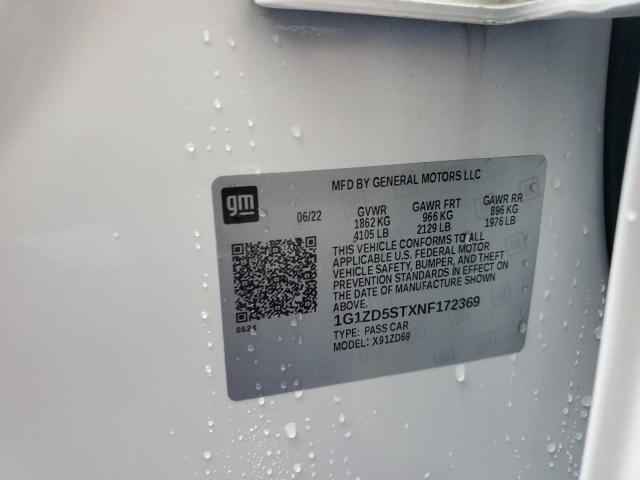 MFD BY GENERAL MOTORS LLC
gm
06/22
GVWR GAWR FRT GAWR RR
1862 KG 966 KG 896 KG
4105 LB 2129 LB 1976 LB
THIS VEHICLE CONFORMS TO ALL
APPLICABLE U.S. FEDERAL MOTOR
VEHICLE SAFETY, BUMPER, AND THEFT
PREVENTION STANDARDS IN EFFECT ON
THE DATE OF MANUFACTURE SHOWN
ABOVE.
1G1ZD5STXNF172369
8624
TYPE: PASS CAR
MODEL: X91ZD69